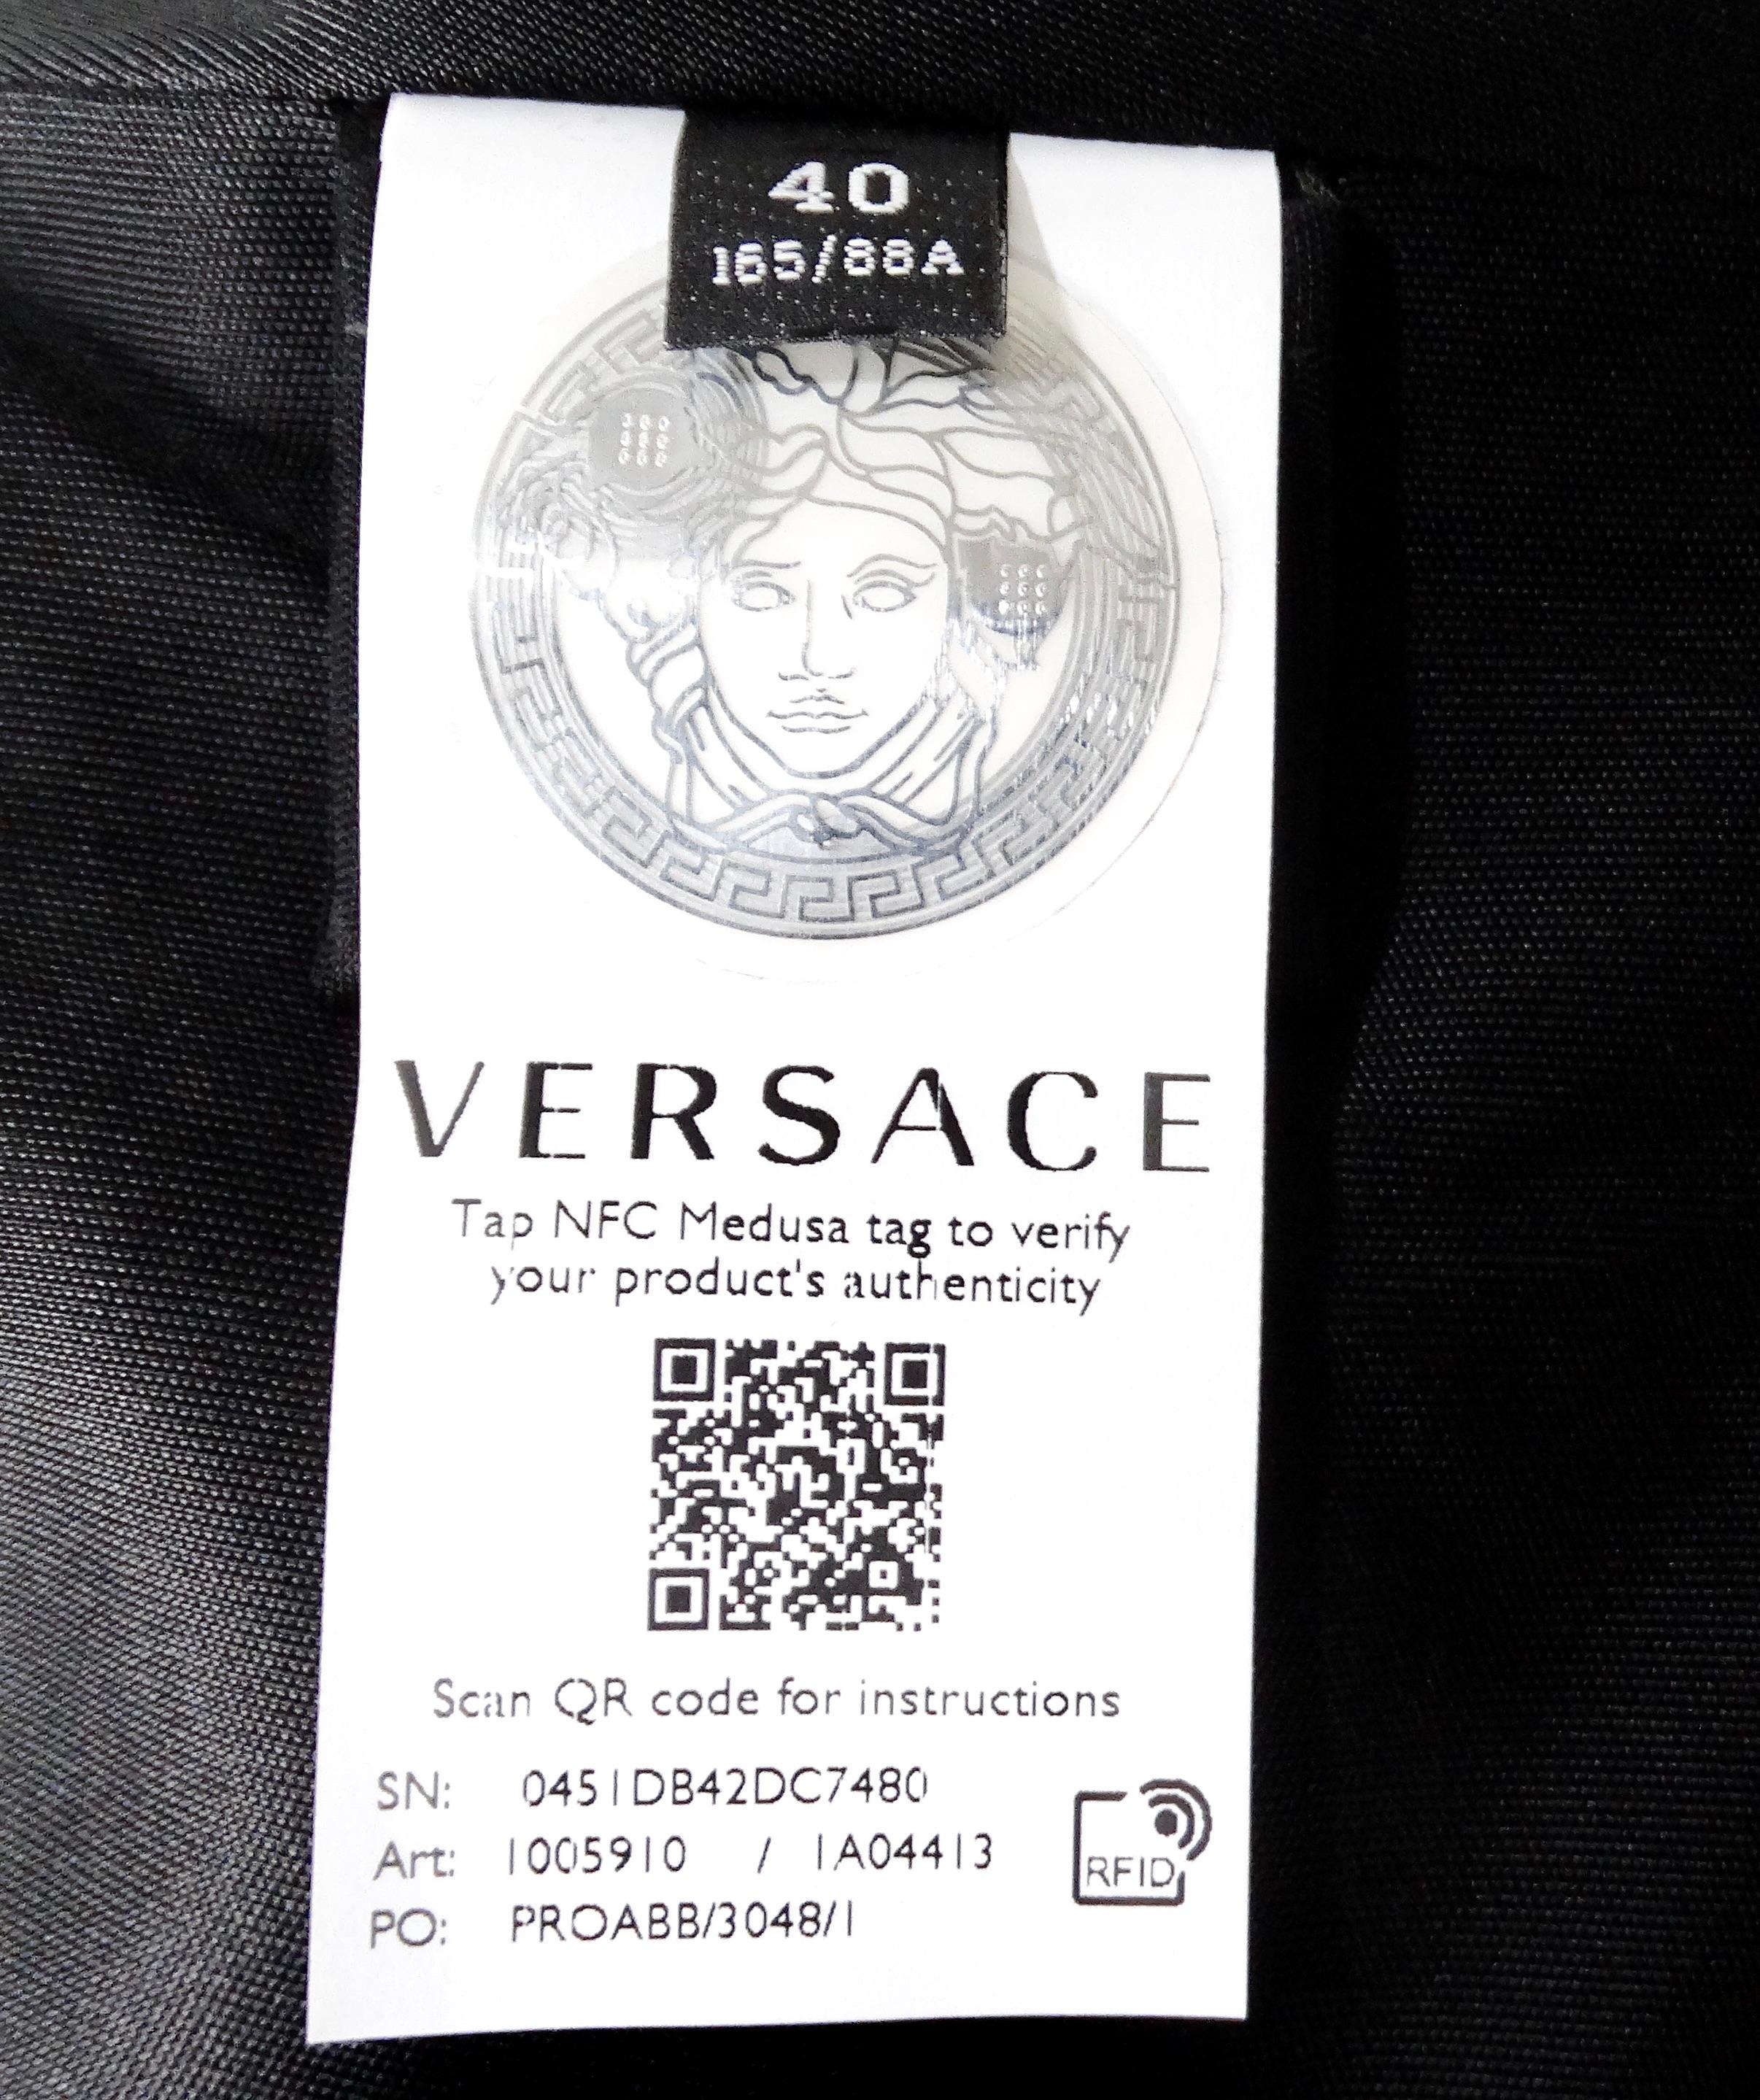 40
165/88A
VERSACE
Tap NFC Medusa tag to verify
your product's authenticity
Scan QR code for instructions
SN: 0451DB42DC7480
Art: 1005910 / 1A04413
PO: PROABB/3048/1
RFID